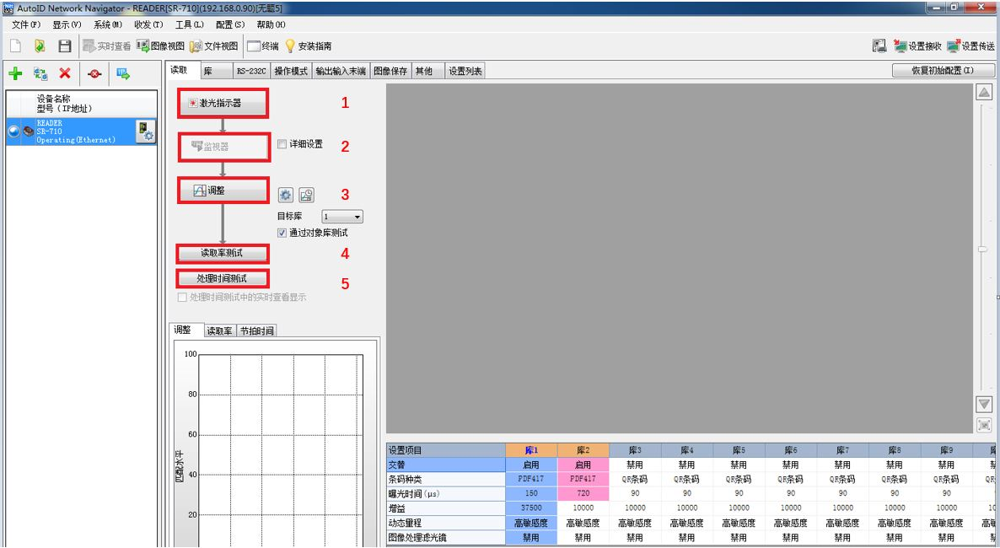 AutoID Network Navigator - READER[SR-710](192.168.0.90)[无题5]
文件(F) 显示(V) 系统(M) 收发(T) 工具(L) 配置(S) 帮助(H)
实时查看 图像视图 文件视图 终端 安装指南 设置接收 设置传送
读取 库 RS-232C 操作模式 输出输入末端 图像保存 其他 设置列表 恢复初始配置(I)
设备名称
型号(IP地址)
READER
SR-710
Operating(Ethernet)
激光指示器 1
监视器 详细设置 2
调整 3
目标库 1
通过对象库测试
读取率测试 4
处理时间测试 5
处理时间测试中的实时查看显示
调整 读取率 节拍时间
100
80
60
40
20
匹配水平
设置项目 库1 库2 库3 库4 库5 库6 库7 库8 库9 库
交替 启用 启用 禁用 禁用 禁用 禁用 禁用 禁用 禁用 禁
条码种类 PDF417 PDF417 QR条码 QR条码 QR条码 QR条码 QR条码 QR条码 QR条码 QR
曝光时间(μs) 150 720 90 90 90 90 90 90 90
增益 37500 10000 10000 10000 10000 10000 10000 10000 10000 10
动态量程 高敏感度 高敏感度 高敏感度 高敏感度 高敏感度 高敏感度 高敏感度 高敏感度 高敏感度 高敏
图像处理滤光镜 禁用 禁用 禁用 禁用 禁用 禁用 禁用 禁用 禁用 禁